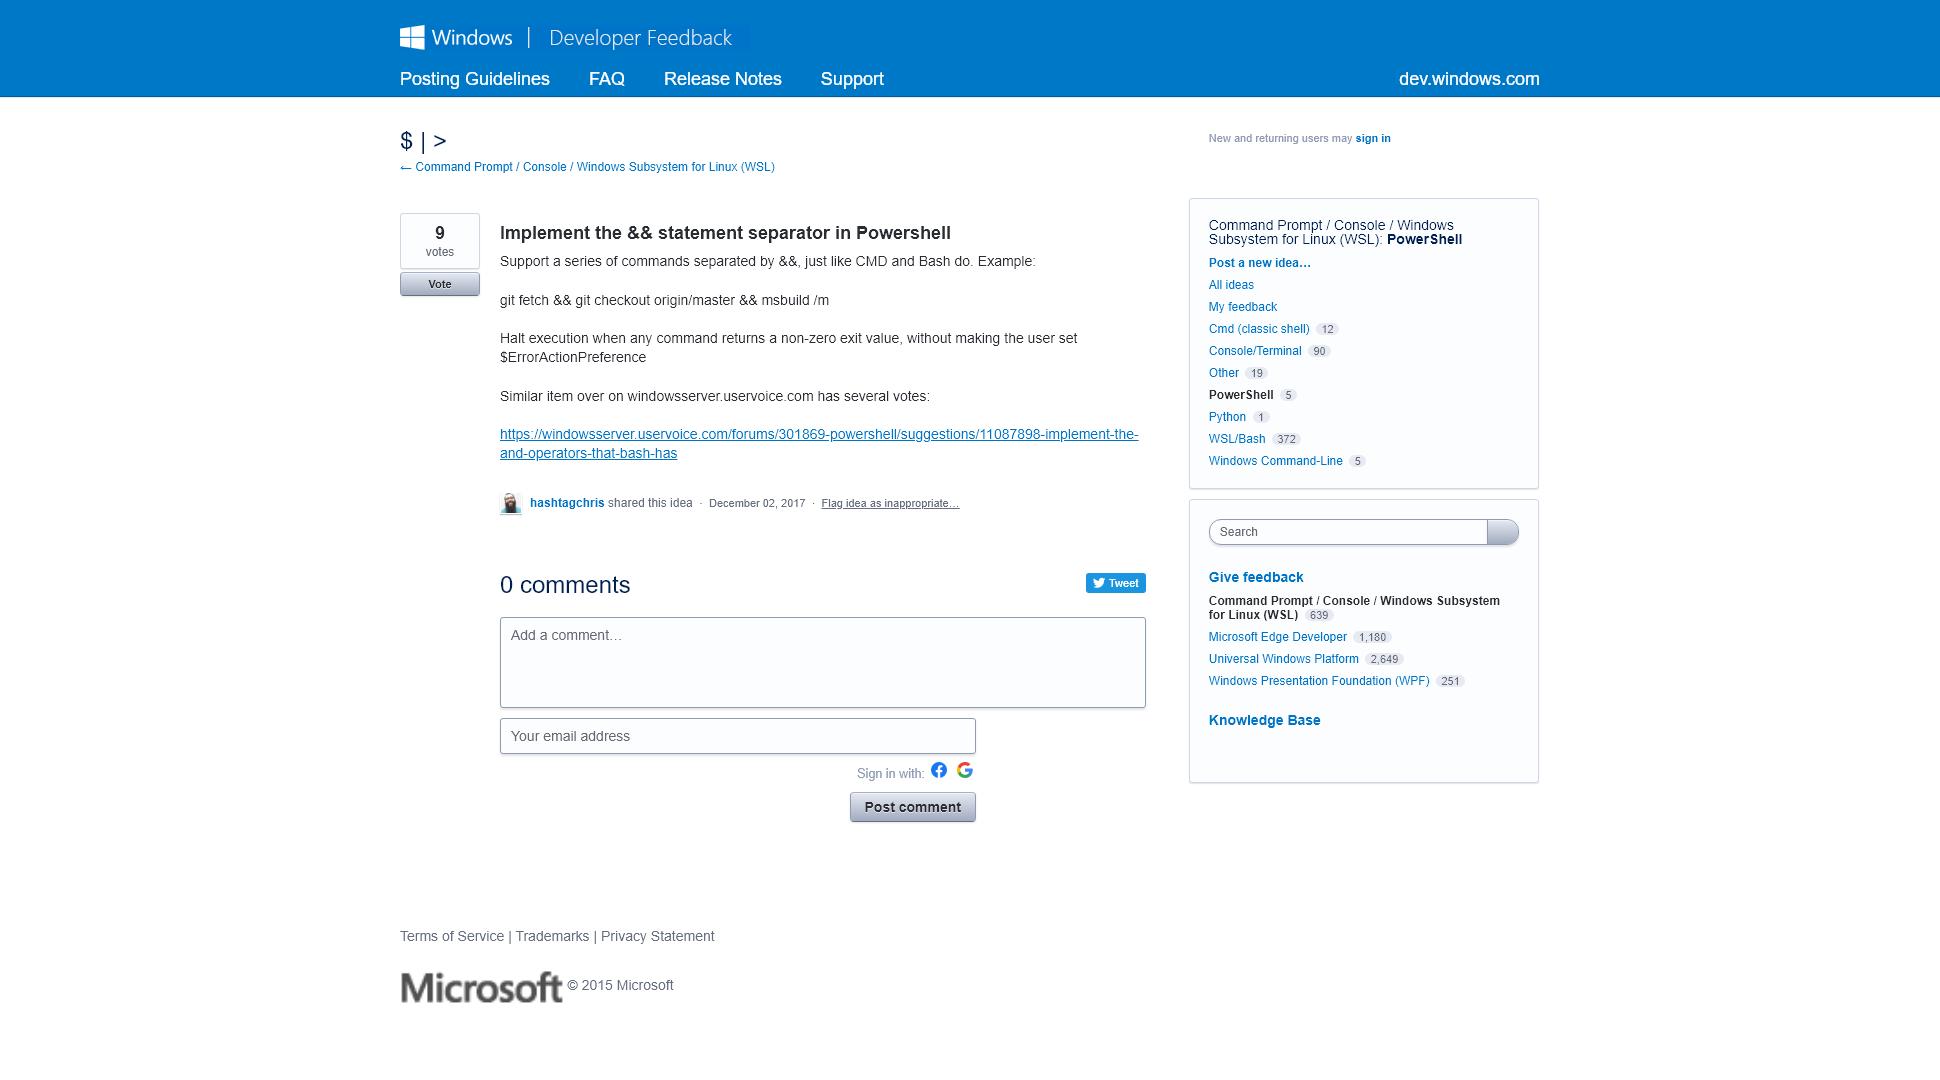 Windows | Developer Feedback
Posting Guidelines FAQ Release Notes Support dev.windows.com
$ | >
New and returning users may sign in
← Command Prompt / Console / Windows Subsystem for Linux (WSL)
9
votes
Vote
Implement the && statement separator in Powershell
Support a series of commands separated by &&, just like CMD and Bash do. Example:
git fetch && git checkout origin/master && msbuild /m
Halt execution when any command returns a non-zero exit value, without making the user set
$ErrorActionPreference
Similar item over on windowsserver.uservoice.com has several votes:
https://windowsserver.uservoice.com/forums/301869-powershell/suggestions/11087898-implement-the-
and-operators-that-bash-has
hashtagchris shared this idea · December 02, 2017 · Flag idea as inappropriate…
0 comments
Tweet
Add a comment…
Your email address
Sign in with:
Post comment
Command Prompt / Console / Windows
Subsystem for Linux (WSL): PowerShell
Post a new idea…
All ideas
My feedback
Cmd (classic shell) 12
Console/Terminal 90
Other 19
PowerShell 5
Python 1
WSL/Bash 372
Windows Command-Line 5
Search
Give feedback
Command Prompt / Console / Windows Subsystem
for Linux (WSL) 639
Microsoft Edge Developer 1,180
Universal Windows Platform 2,649
Windows Presentation Foundation (WPF) 251
Knowledge Base
Terms of Service | Trademarks | Privacy Statement
Microsoft © 2015 Microsoft